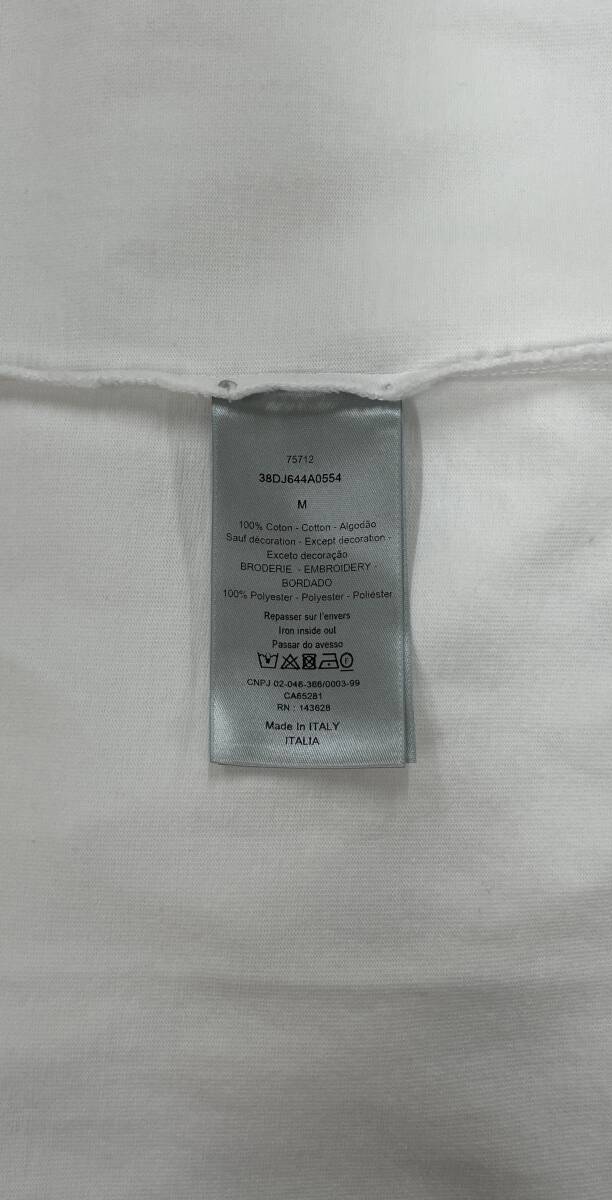 75712
38DJ644A0554
M
100% Coton - Cotton - Algodão
Sauf décoration - Except decoration -
Exceto decoração
BRODERIE - EMBROIDERY -
BORDADO
100% Polyester - Polyester - Poliéster
Repasser sur l'envers
Iron inside out
Passar do avesso
CNPJ 02-046-366/0003-99
CA65281
RN : 143628
Made In ITALY
ITALIA